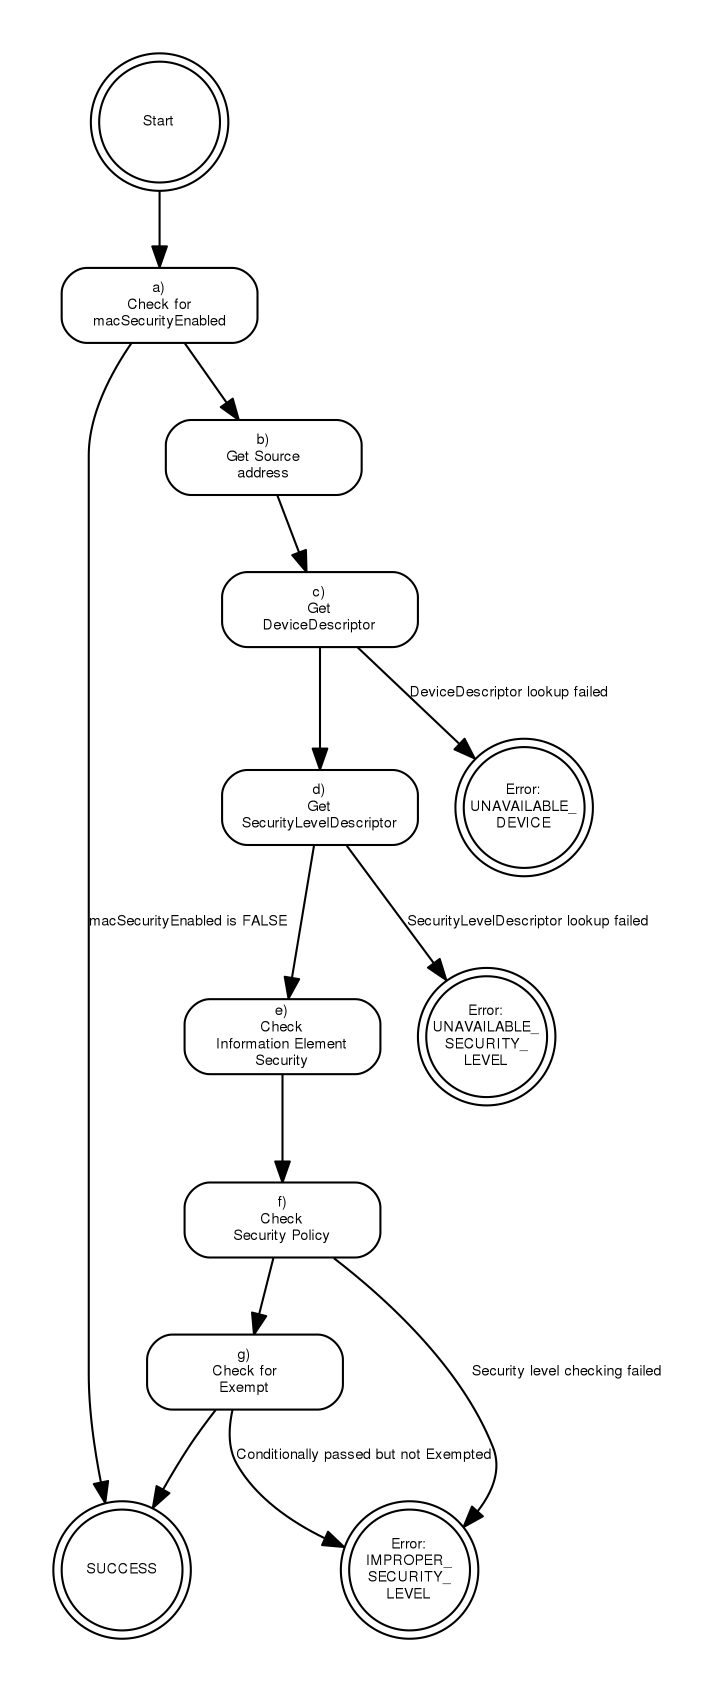 Start
a)
Check for
macSecurityEnabled
b)
Get Source
address
c)
Get
DeviceDescriptor
DeviceDescriptor lookup failed
d)
Get
SecurityLevelDescriptor
Error:
UNAVAILABLE_
DEVICE
macSecurityEnabled is FALSE
SecurityLevelDescriptor lookup failed
e)
Check
Information Element
Security
Error:
UNAVAILABLE_
SECURITY_
LEVEL
f)
Check
Security Policy
g)
Check for
Exempt
Security level checking failed
Conditionally passed but not Exempted
SUCCESS
Error:
IMPROPER_
SECURITY_
LEVEL